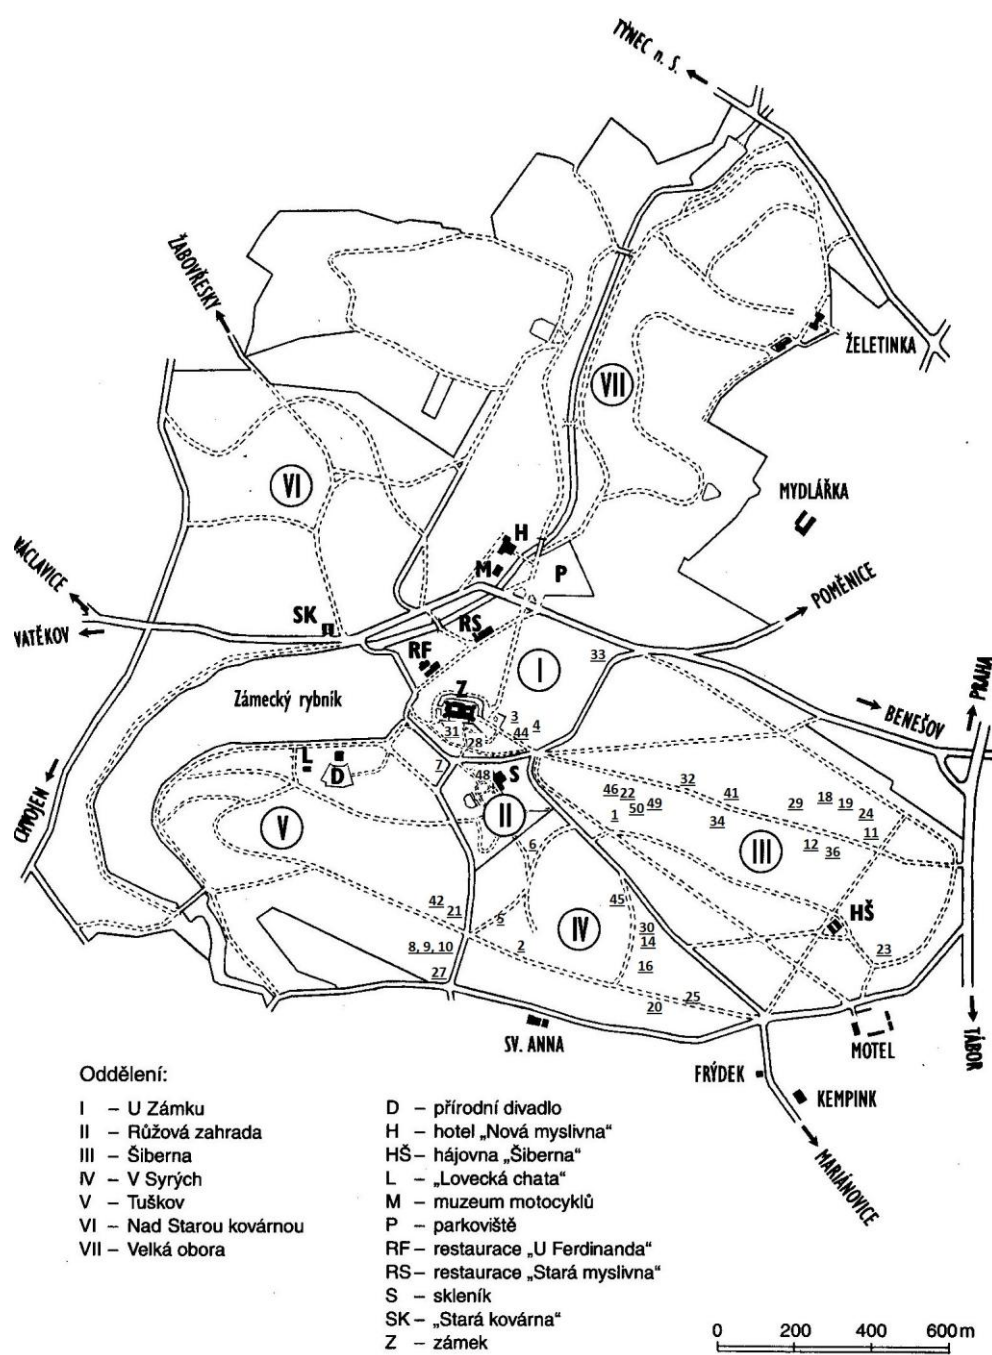 TÝNEC n. S.
ŽABOVŘESKY
ŽELETINKA
VII
VI
MYDLÁŘKA
H
M
P
VÁCLAVICE
POMĚNICE
SK
RS
VATĚKOV
RF
I
33
PRAHA
Z
Zámecký rybník
BENEŠOV
3
4
31
28
44
L
D
7
48
S
CHVOJEN
46
22
32
41
29
18
19
50
49
24
1
34
11
II
V
6
12
36
III
42
21
45
HŠ
5
IV
30
14
8, 9, 10
2
23
27
16
20
25
SV. ANNA
MOTEL
TÁBOR
FRÝDEK
KEMPINK
MARIÁNOVICE
Oddělení:
I – U Zámku
II – Růžová zahrada
III – Šiberna
IV – V Syrých
V – Tuškov
VI – Nad Starou kovárnou
VII – Velká obora
D – přírodní divadlo
H – hotel „Nová myslivna“
HŠ – hájovna „Šiberna“
L – „Lovecká chata“
M – muzeum motocyklů
P – parkoviště
RF – restaurace „U Ferdinanda“
RS – restaurace „Stará myslivna“
S – skleník
SK – „Stará kovárna“
Z – zámek
0 200 400 600 m